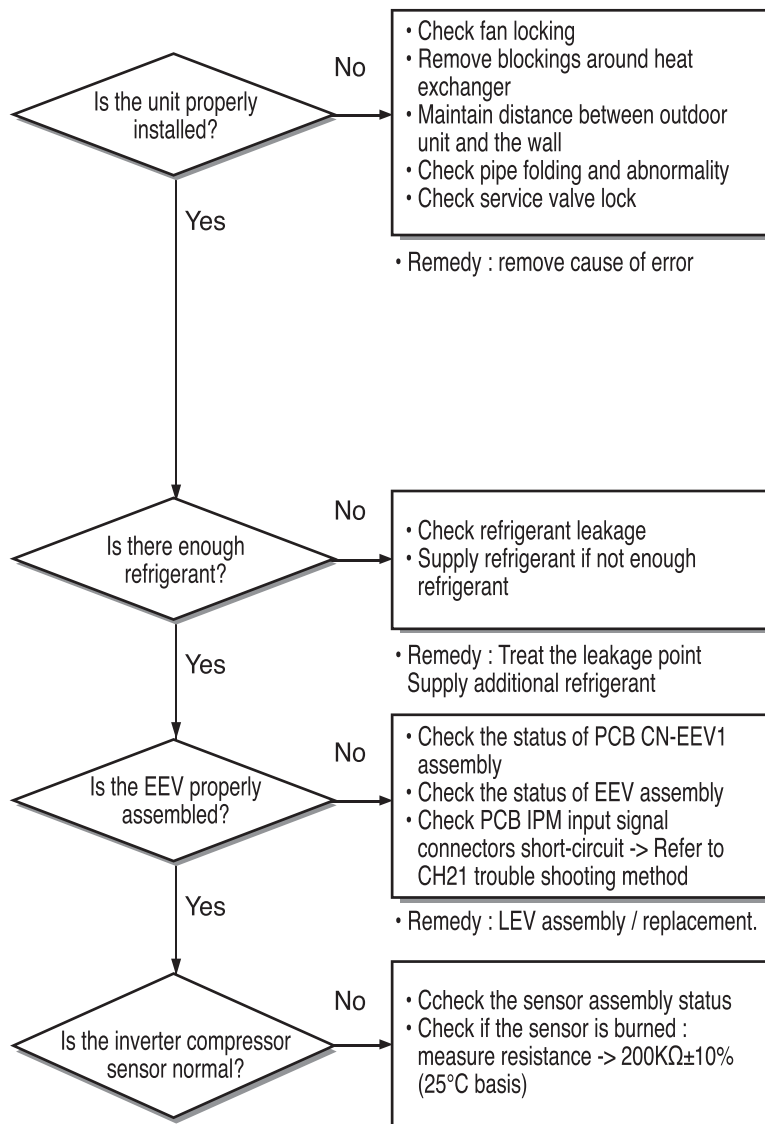 Is the unit properly
installed?
No
• Check fan locking
• Remove blockings around heat
exchanger
• Maintain distance between outdoor
unit and the wall
• Check pipe folding and abnormality
• Check service valve lock
• Remedy : remove cause of error
Yes
Is there enough
refrigerant?
No
• Check refrigerant leakage
• Supply refrigerant if not enough
refrigerant
• Remedy : Treat the leakage point
Supply additional refrigerant
Yes
Is the EEV properly
assembled?
No
• Check the status of PCB CN-EEV1
assembly
• Check the status of EEV assembly
• Check PCB IPM input signal
connectors short-circuit -> Refer to
CH21 trouble shooting method
• Remedy : LEV assembly / replacement.
Yes
Is the inverter compressor
sensor normal?
No
• Ccheck the sensor assembly status
• Check if the sensor is burned :
measure resistance -> 200KΩ±10%
(25°C basis)